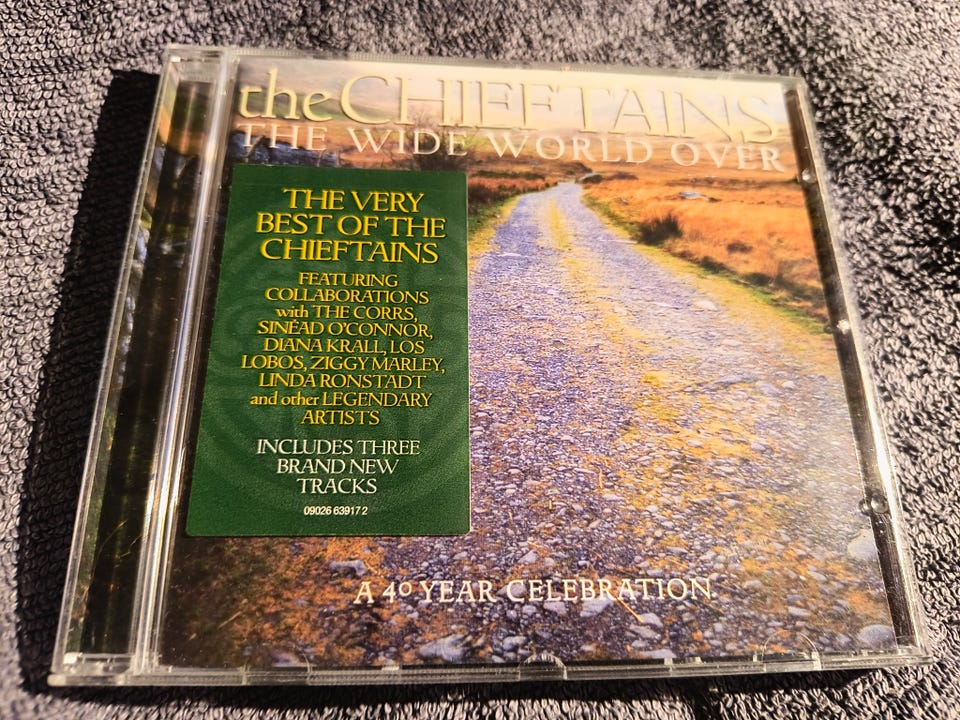 the CHIEFTAINS
THE WIDE WORLD OVER
THE VERY
BEST OF THE
CHIEFTAINS
FEATURING
COLLABORATIONS
with THE CORRS,
SINÉAD O'CONNOR,
DIANA KRALL, LOS
LOBOS, ZIGGY MARLEY,
LINDA RONSTADT
and other LEGENDARY
ARTISTS
INCLUDES THREE
BRAND NEW
TRACKS
09026 63917 2
A 40 YEAR CELEBRATION